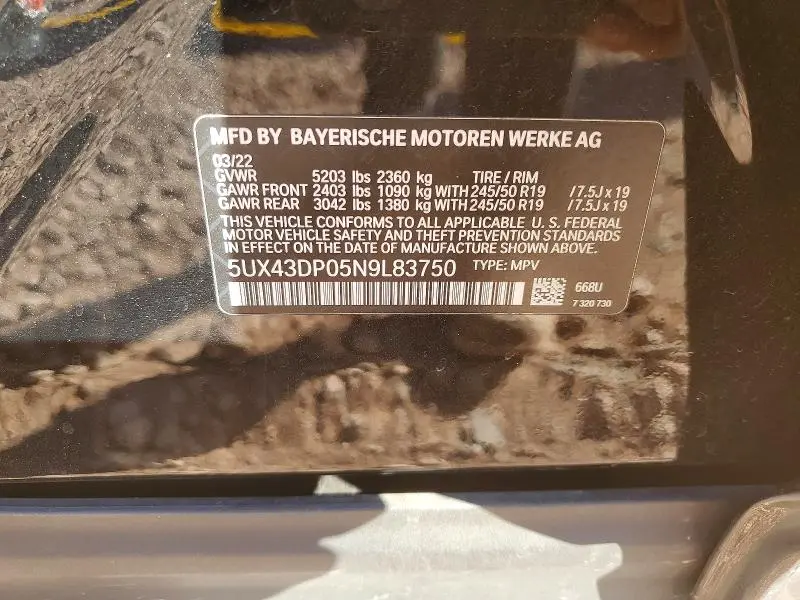 MFD BY BAYERISCHE MOTOREN WERKE AG
03/22
GVWR 5203 lbs 2360 kg TIRE / RIM
GAWR FRONT 2403 lbs 1090 kg WITH 245/50 R19 / 7.5J x 19
GAWR REAR 3042 lbs 1380 kg WITH 245/50 R19 / 7.5J x 19
THIS VEHICLE CONFORMS TO ALL APPLICABLE U. S. FEDERAL
MOTOR VEHICLE SAFETY AND THEFT PREVENTION STANDARDS
IN EFFECT ON THE DATE OF MANUFACTURE SHOWN ABOVE.
5UX43DP05N9L83750 TYPE: MPV
668U
7 320 730